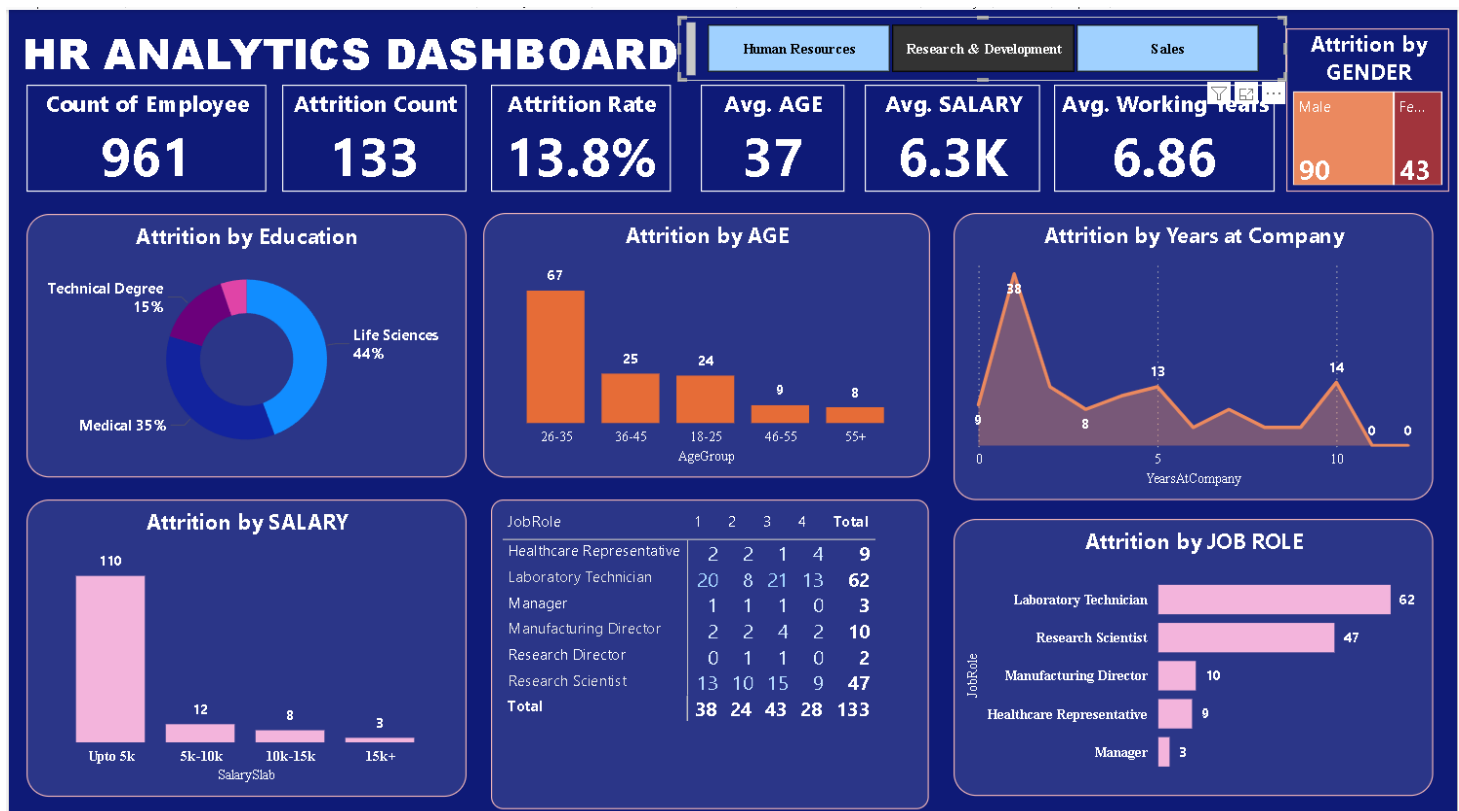 HR ANALYTICS DASHBOARD
Human Resources
Research & Development
Sales
Attrition by
GENDER
Male
Fe...
90
43
Count of Employee
961
Attrition Count
133
Attrition Rate
13.8%
Avg. AGE
37
Avg. SALARY
6.3K
Avg. Working Years
6.86
Attrition by Education
Technical Degree
15%
Life Sciences
44%
Medical 35%
Attrition by AGE
67
25
24
9
8
26-35
36-45
18-25
46-55
55+
AgeGroup
Attrition by Years at Company
38
9
8
13
14
0
0
0
5
10
YearsAtCompany
Attrition by SALARY
110
12
8
3
Upto 5k
5k-10k
10k-15k
15k+
SalarySlab
JobRole 1 2 3 4 Total
Healthcare Representative 2 2 1 4 9
Laboratory Technician 20 8 21 13 62
Manager 1 1 1 0 3
Manufacturing Director 2 2 4 2 10
Research Director 0 1 1 0 2
Research Scientist 13 10 15 9 47
Total 38 24 43 28 133
Attrition by JOB ROLE
JobRole
Laboratory Technician 62
Research Scientist 47
Manufacturing Director 10
Healthcare Representative 9
Manager 3